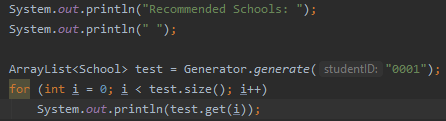 System.out.println("Recommended Schools: ");
System.out.println(" ");
ArrayList<School> test = Generator.generate( studentID: "0001");
for (int i = 0; i < test.size(); i++)
System.out.println(test.get(i));